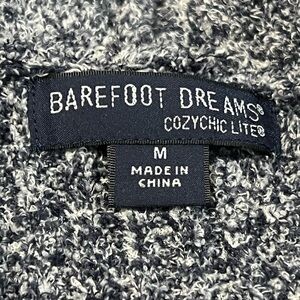 BAREFOOT DREAMS®
COZYCHIC LITE®
M
MADE IN
CHINA